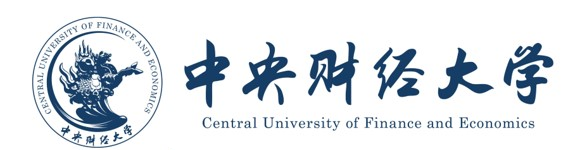 CENTRAL UNIVERSITY OF FINANCE AND ECONOMICS
中央财经大学
中央财经大学
Central University of Finance and Economics